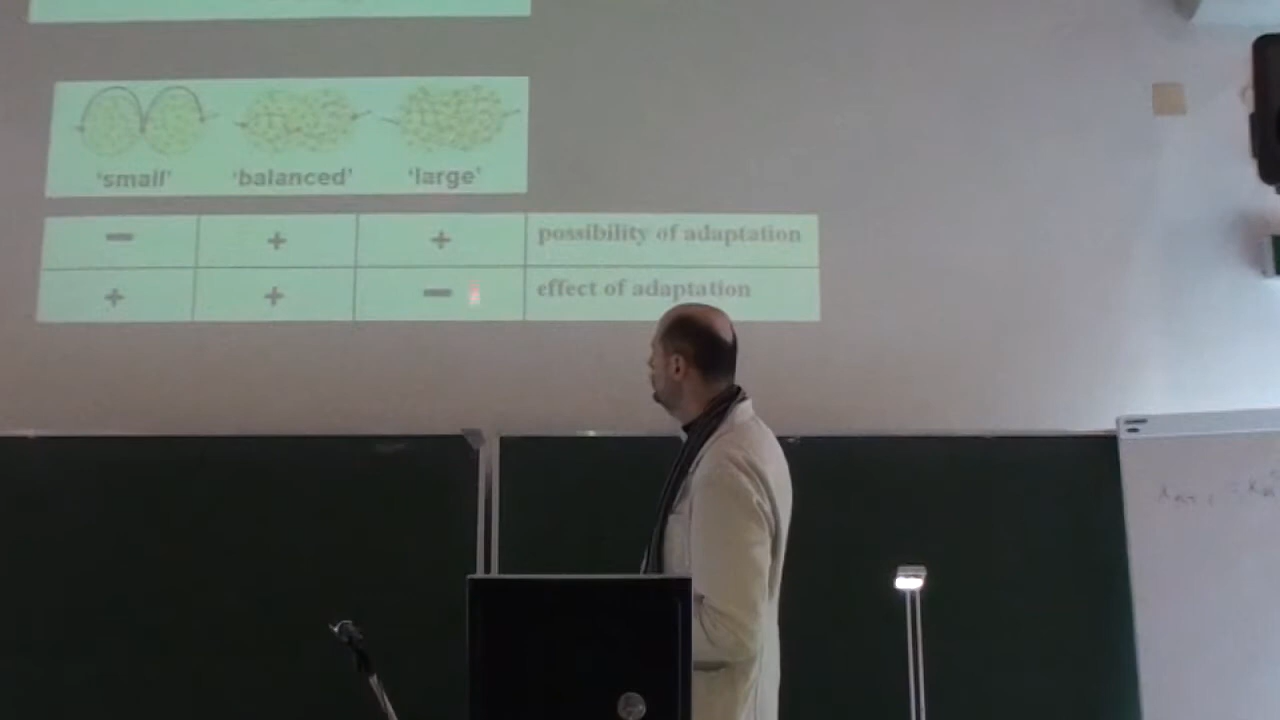 ‘small’ ‘balanced’ ‘large’
− + + possibility of adaptation
+ + − effect of adaptation